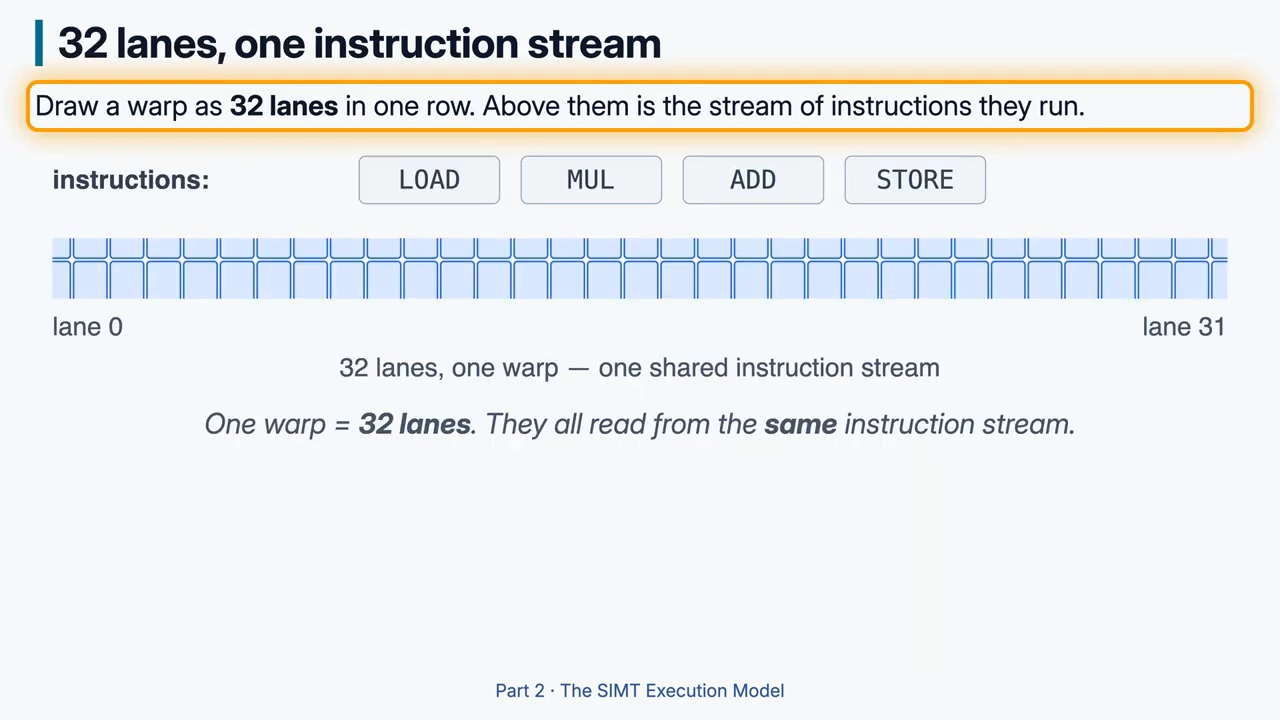 32 lanes, one instruction stream
Draw a warp as 32 lanes in one row. Above them is the stream of instructions they run.
instructions: LOAD MUL ADD STORE
lane 0 lane 31
32 lanes, one warp — one shared instruction stream
One warp = 32 lanes. They all read from the same instruction stream.
Part 2 · The SIMT Execution Model